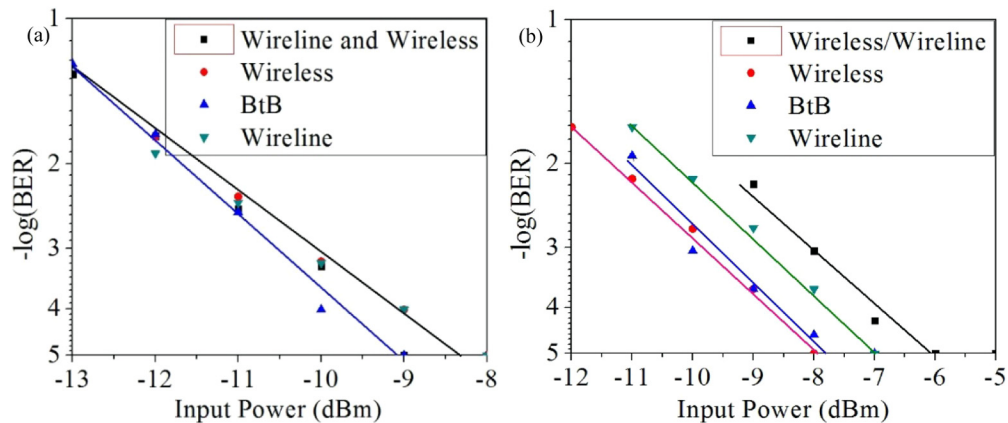 (a)
Wireline and Wireless
Wireless
BtB
Wireline
1
2
3
4
5
-log(BER)
-13 -12 -11 -10 -9 -8
Input Power (dBm)
(b)
Wireless/Wireline
Wireless
BtB
Wireline
1
2
3
4
5
-log(BER)
-12 -11 -10 -9 -8 -7 -6 -5
Input Power (dBm)